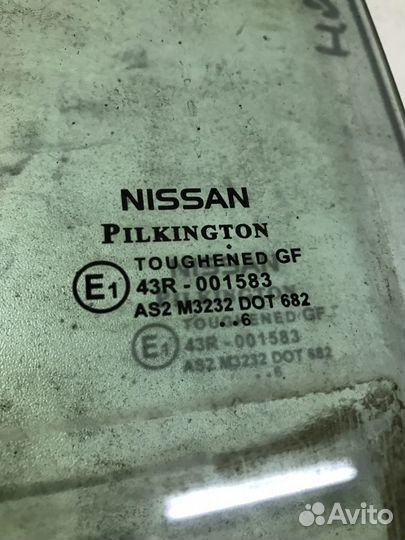 NISSAN
PILKINGTON
TOUGHENED GF
E1 43R - 001583
AS2 M3232 DOT 682
. . 6
TOUGHENED GF
E1 43R - 001583
AS2 M3232 DOT 682
. . 6
Avito